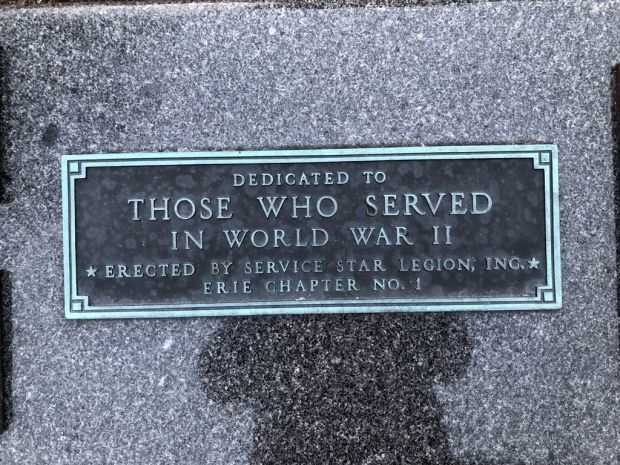 DEDICATED TO
THOSE WHO SERVED
IN WORLD WAR II
★ ERECTED BY SERVICE STAR LEGION, INC. ★
ERIE CHAPTER NO. 1